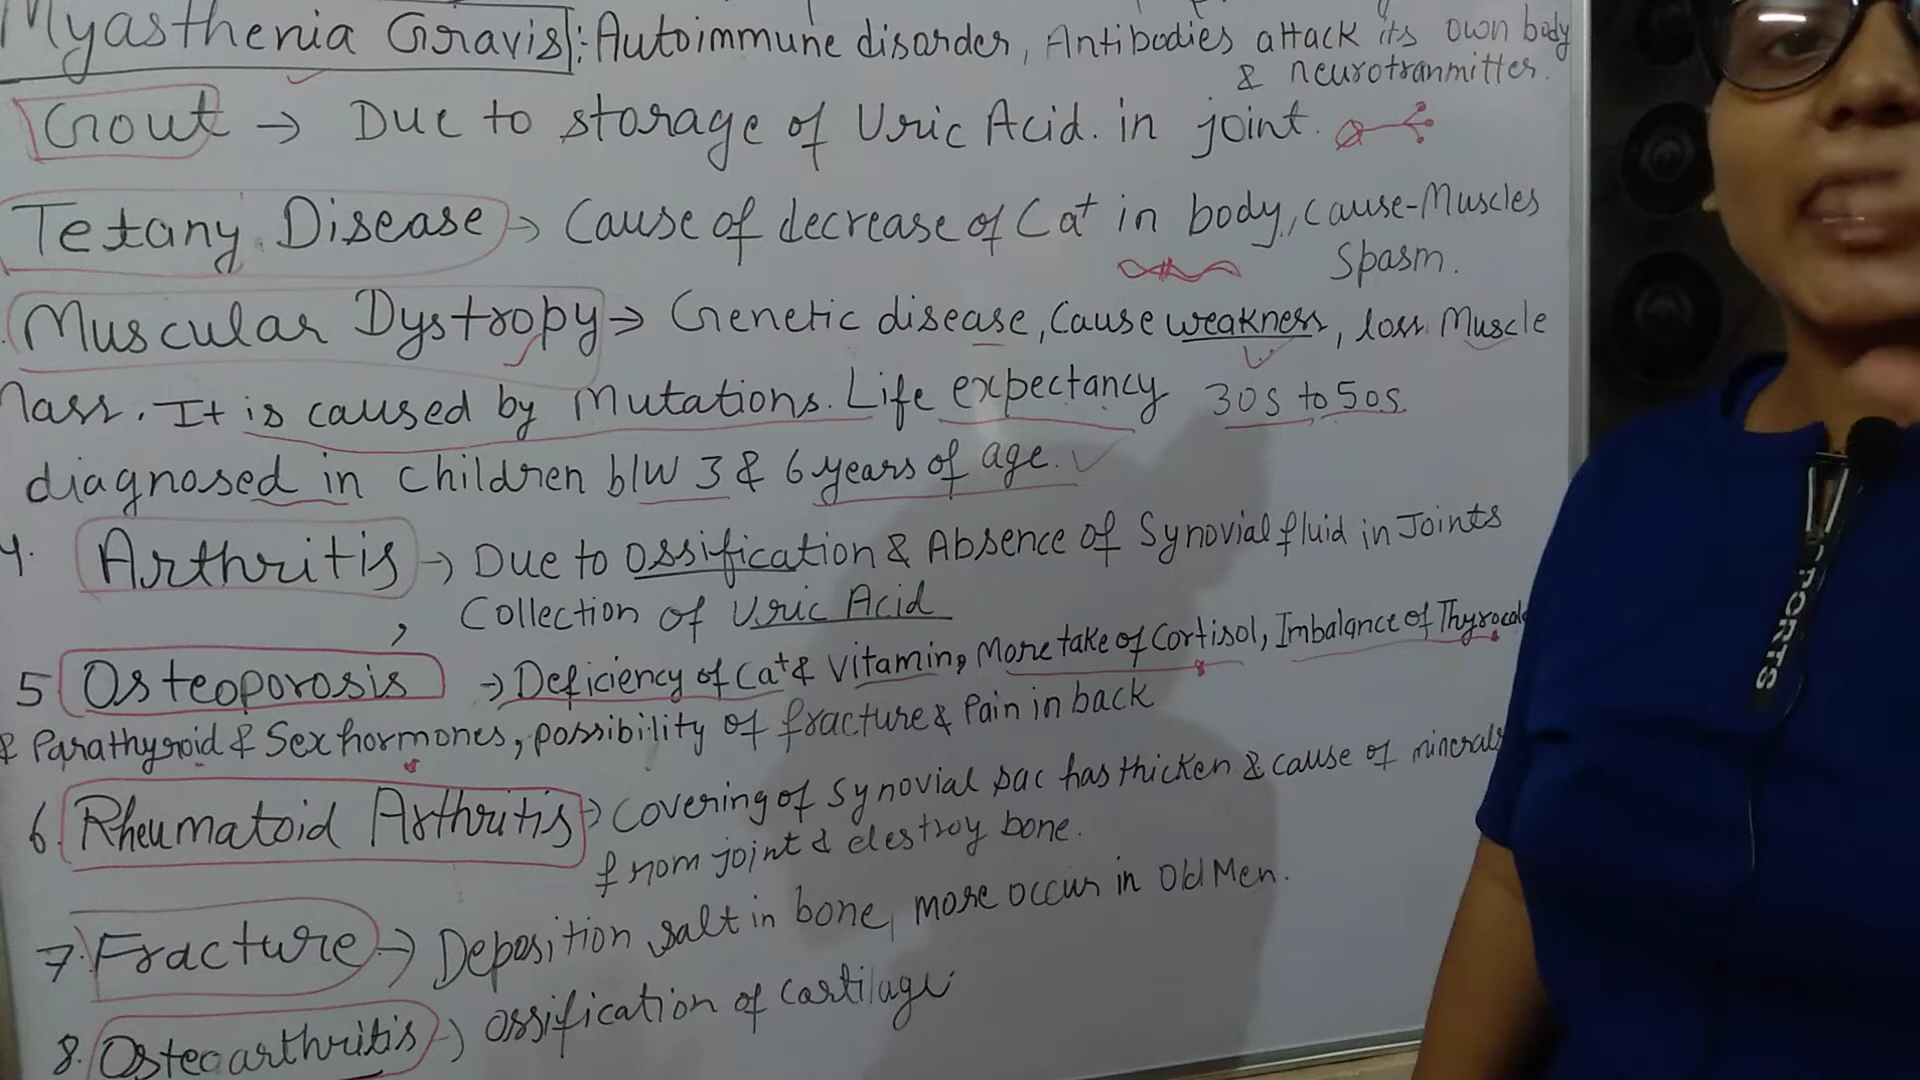 Myasthenia Gravis : Autoimmune disorder, Antibodies attack its own body
& neurotranmitter.
Gout → Due to storage of Uric Acid. in joint.
Tetany Disease → Cause of decrease of Ca+ in body, cause-Muscles
Spasm.
Muscular Dystropy → Genetic disease, Cause weakness, loss Muscle
Mass. It is caused by Mutations. Life expectancy 30s to 50s
diagnosed in children b/w 3 & 6 years of age.
4. Arthritis → Due to Ossification & Absence of Synovial fluid in Joints
, Collection of Uric Acid
5 Osteoporosis → Deficiency of Ca+ & Vitamin, More take of Cortisol, Imbalance of Thyrocal
& Parathyroid & Sex hormones, possibility of fracture & Pain in back
6. Rheumatoid Arthritis → Covering of Synovial sac has thicken & cause of minerals
from joint & destroy bone.
7. Fracture → Deposition salt in bone, more occur in Old Men.
8. Osteoarthritis → Ossification of cartilage
SPORTS